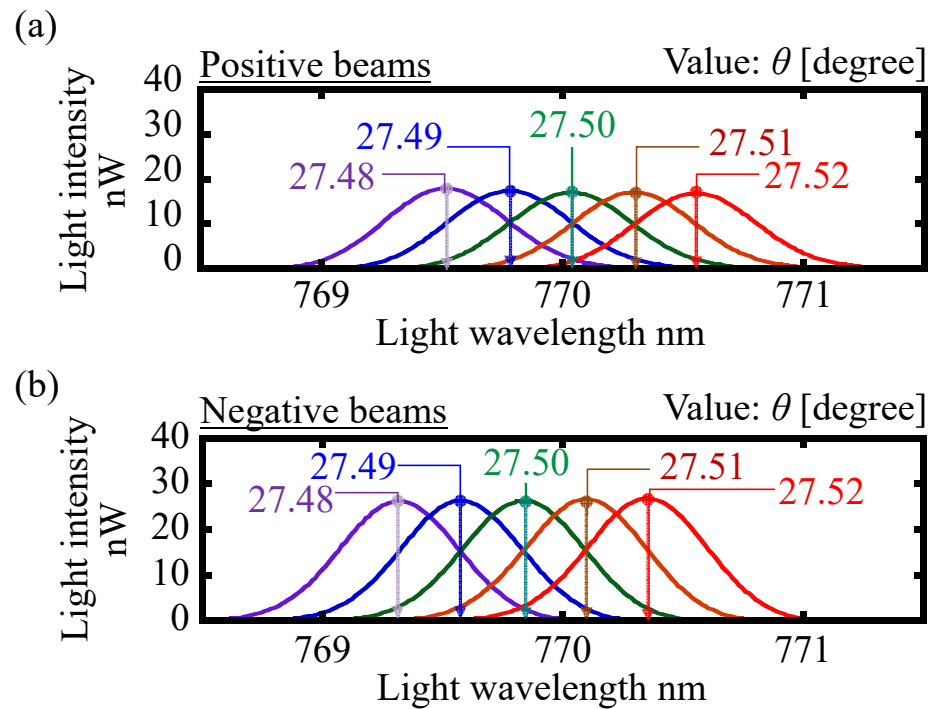 (a)
Positive beams
Value: θ [degree]
Light intensity
nW
40
30
20
10
0
27.48
27.49
27.50
27.51
27.52
769
770
771
Light wavelength nm
(b)
Negative beams
Value: θ [degree]
Light intensity
nW
40
30
20
10
0
27.48
27.49
27.50
27.51
27.52
769
770
771
Light wavelength nm